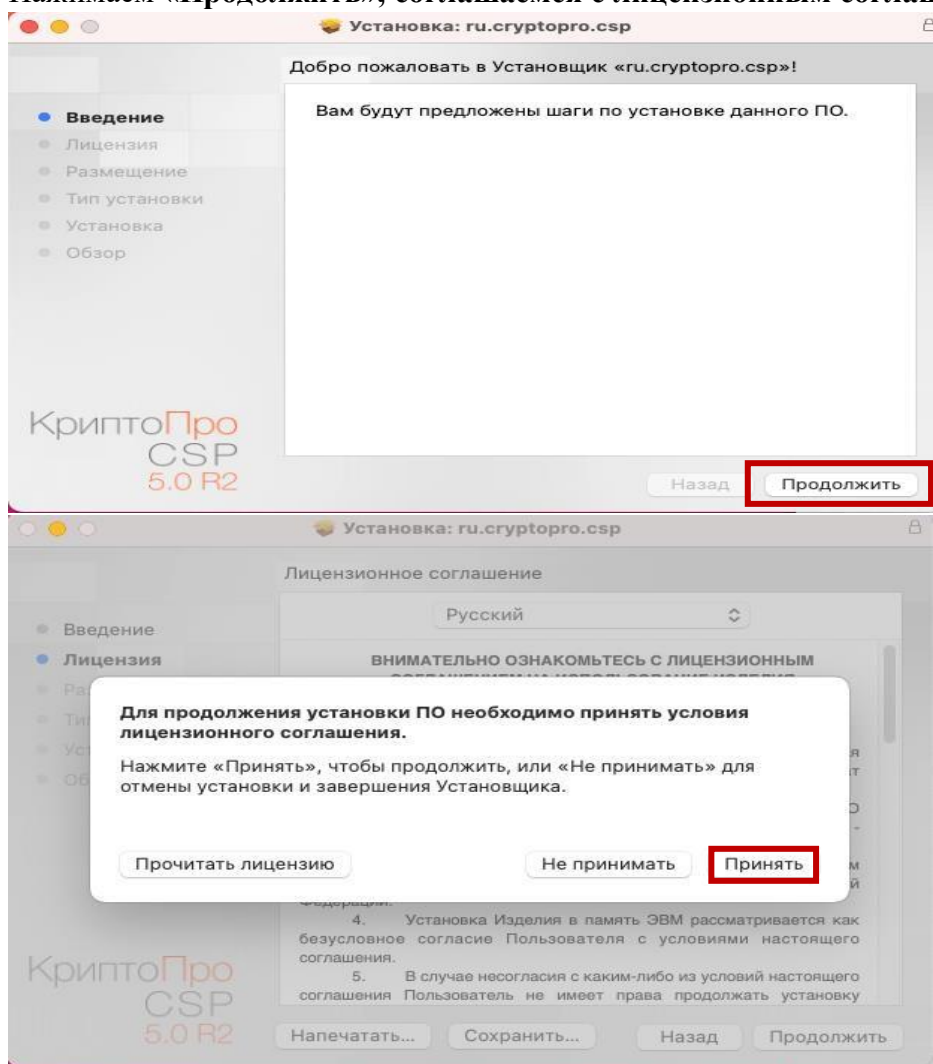 Нажимаем «Продолжить», соглашаемся с лицензионным соглаш
Установка: ru.cryptopro.csp
Добро пожаловать в Установщик «ru.cryptopro.csp»!
Введение
Лицензия
Размещение
Тип установки
Установка
Обзор
Вам будут предложены шаги по установке данного ПО.
КриптоПро
CSP
5.0 R2
Назад
Продолжить
Установка: ru.cryptopro.csp
Лицензионное соглашение
Русский
Введение
Лицензия
ВНИМАТЕЛЬНО ОЗНАКОМЬТЕСЬ С ЛИЦЕНЗИОННЫМ
Для продолжения установки ПО необходимо принять условия
лицензионного соглашения.
Нажмите «Принять», чтобы продолжить, или «Не принимать» для
отмены установки и завершения Установщика.
Прочитать лицензию
Не принимать
Принять
4. Установка Изделия в память ЭВМ рассматривается как
безусловное согласие Пользователя с условиями настоящего
соглашения.
5. В случае несогласия с каким-либо из условий настоящего
соглашения Пользователь не имеет права продолжать установку
КриптоПро
CSP
5.0 R2
Напечатать...
Сохранить...
Назад
Продолжить